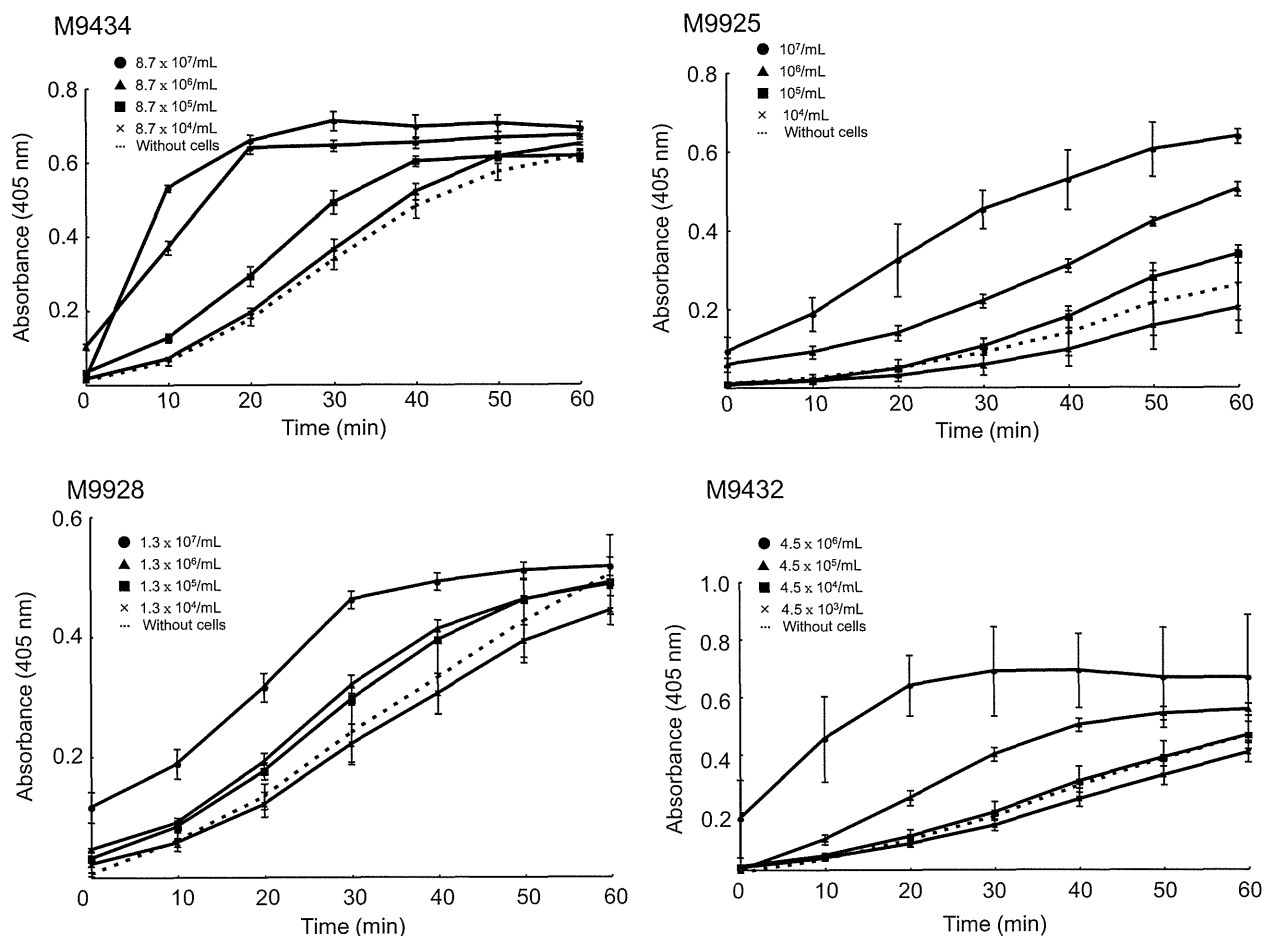 M9434
8.7 x 10⁷/mL
8.7 x 10⁶/mL
8.7 x 10⁵/mL
8.7 x 10⁴/mL
Without cells
0.8
0.6
0.4
0.2
Absorbance (405 nm)
0 10 20 30 40 50 60
Time (min)
M9925
10⁷/mL
10⁶/mL
10⁵/mL
10⁴/mL
Without cells
0.8
0.6
0.4
0.2
Absorbance (405 nm)
0 10 20 30 40 50 60
Time (min)
M9928
1.3 x 10⁷/mL
1.3 x 10⁶/mL
1.3 x 10⁵/mL
1.3 x 10⁴/mL
Without cells
0.6
0.4
0.2
Absorbance (405 nm)
0 10 20 30 40 50 60
Time (min)
M9432
4.5 x 10⁶/mL
4.5 x 10⁵/mL
4.5 x 10⁴/mL
4.5 x 10³/mL
Without cells
1.0
0.8
0.6
0.4
0.2
Absorbance (405 nm)
0 10 20 30 40 50 60
Time (min)